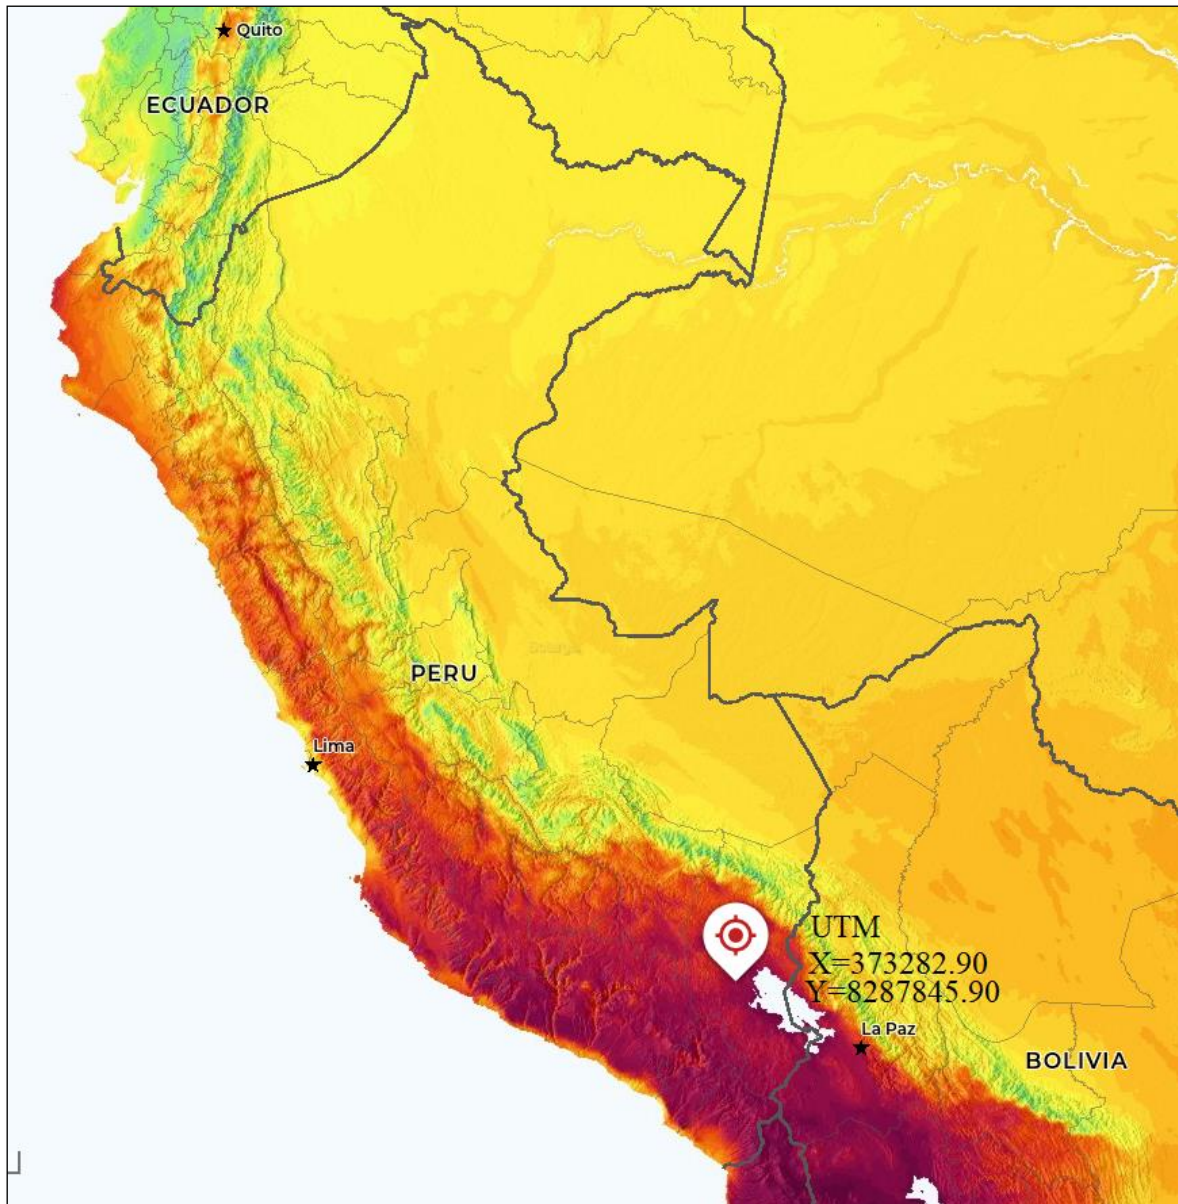 Quito
ECUADOR
PERU
Lima
UTM
X=373282.90
Y=8287845.90
La Paz
BOLIVIA